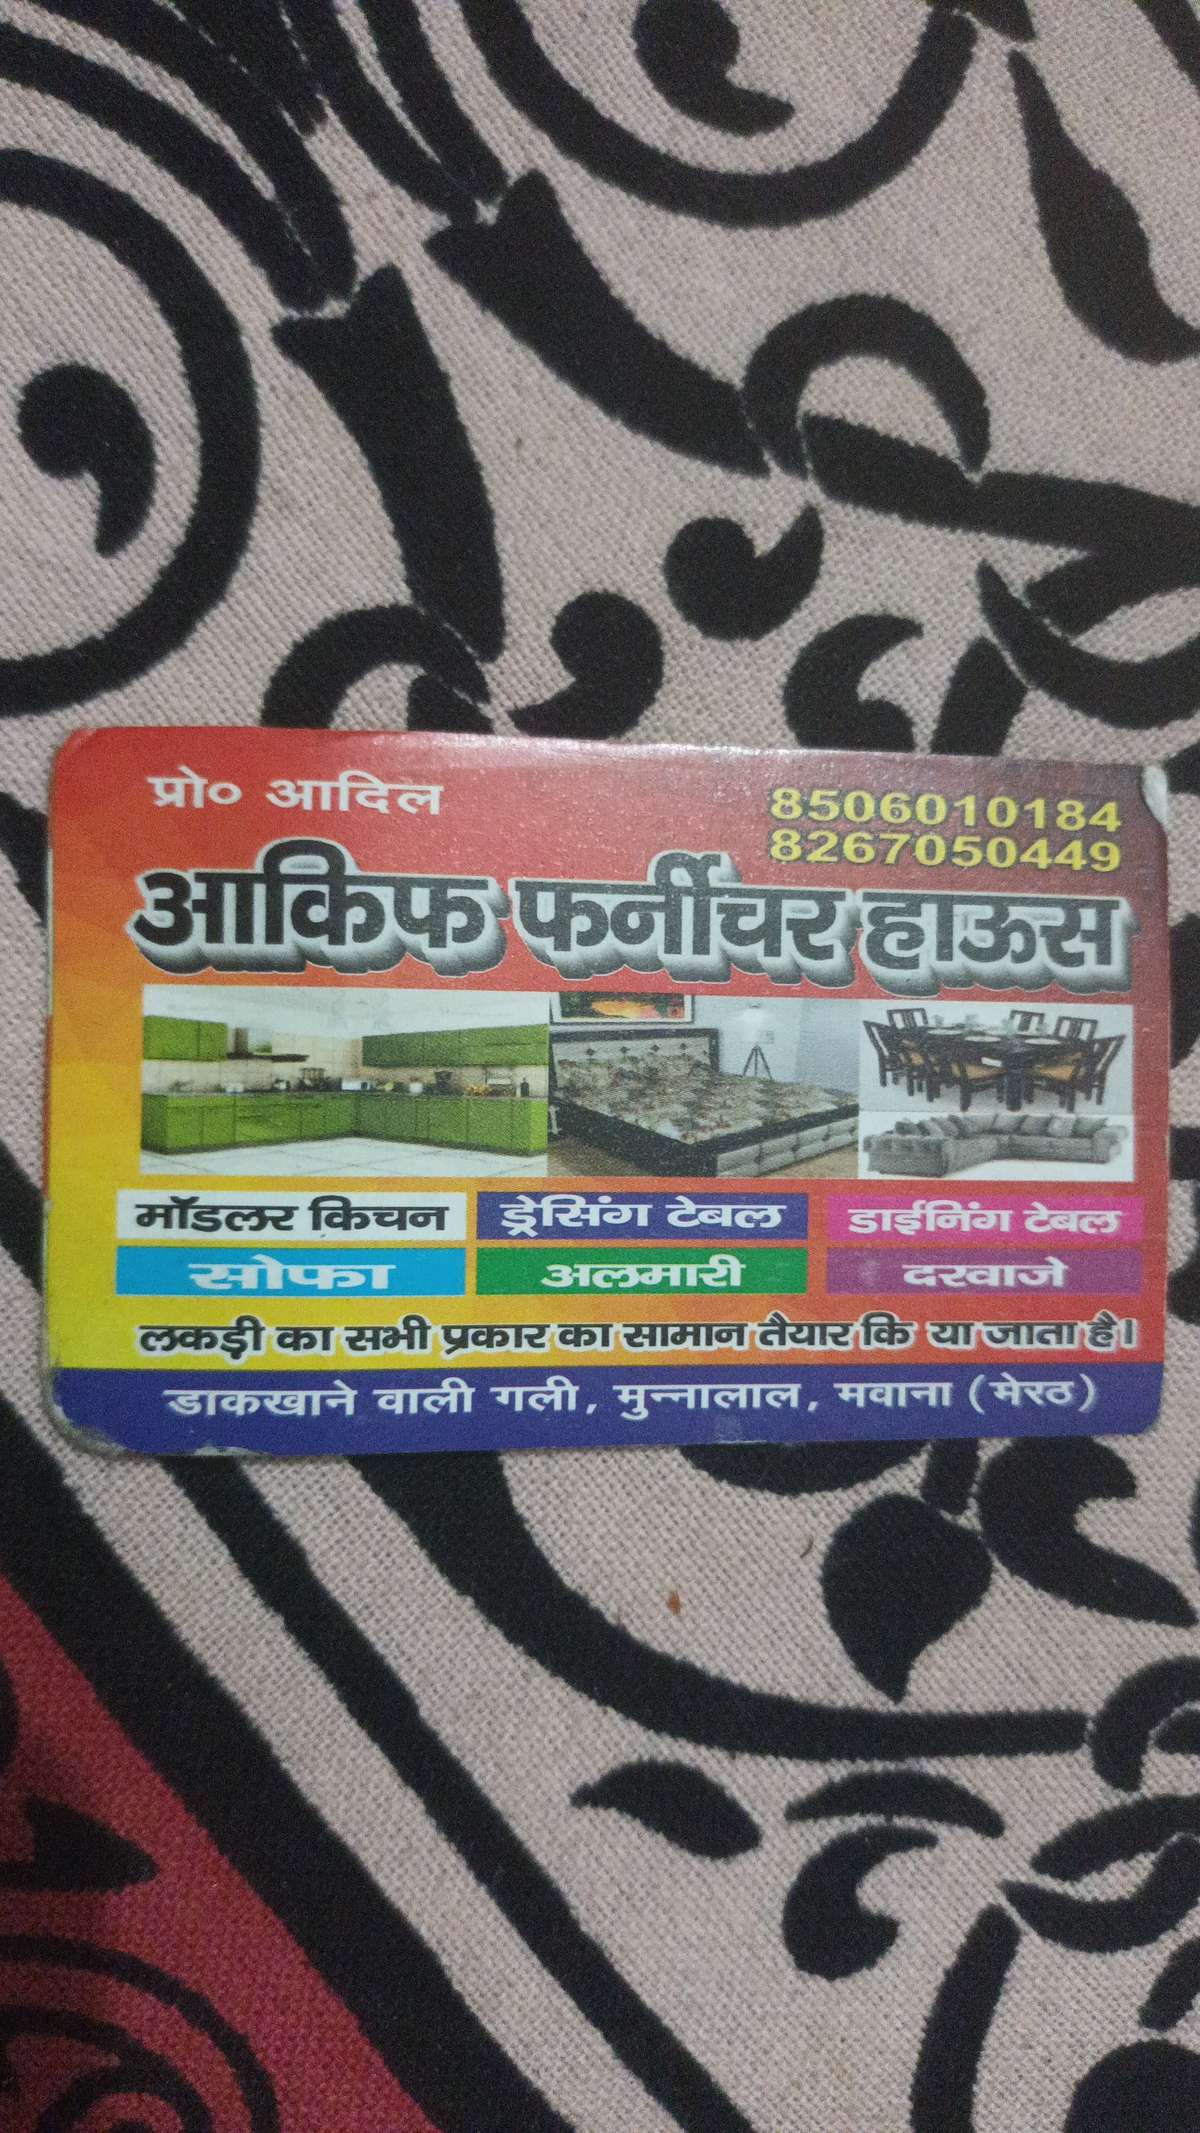 प्रो० आदिल
8506010184
8267050449
आकिफ फर्नीचर हाऊस
मॉडलर किचन
ड्रेसिंग टेबल
डाईनिंग टेबल
सोफा
अलमारी
दरवाजे
लकड़ी का सभी प्रकार का सामान तैयार कि या जाता है।
डाकखाने वाली गली, मुन्नालाल, मवाना (मेरठ)